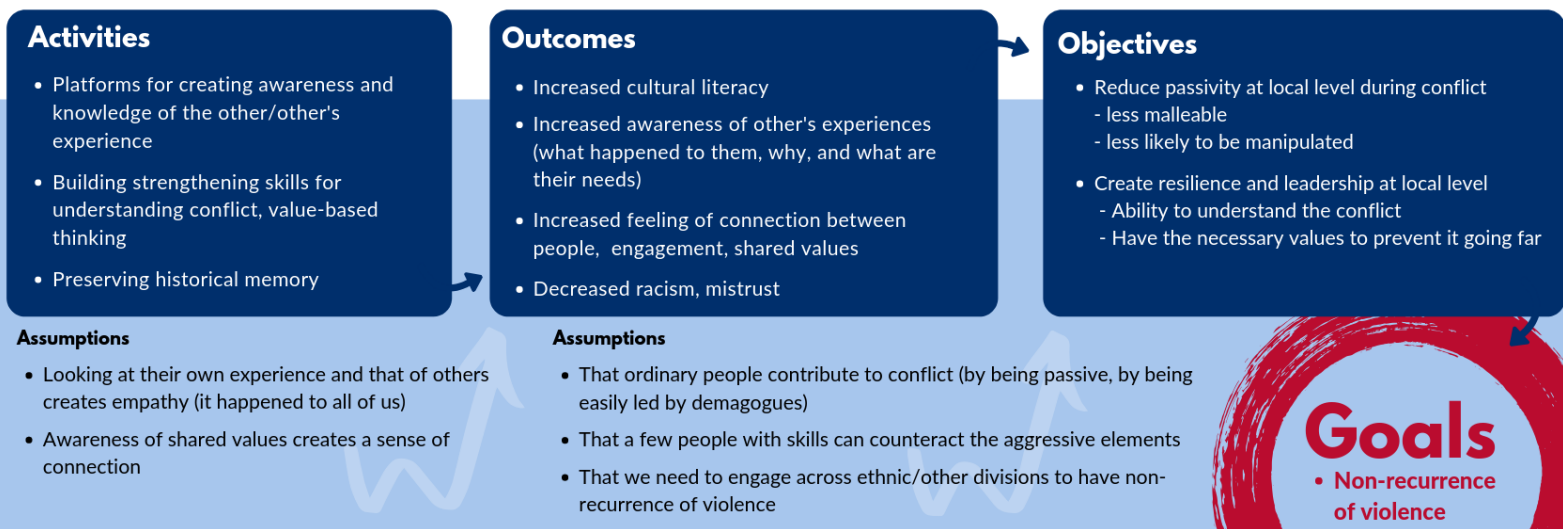 Activities
• Platforms for creating awareness and
knowledge of the other/other's
experience
• Building strengthening skills for
understanding conflict, value-based
thinking
• Preserving historical memory
Outcomes
• Increased cultural literacy
• Increased awareness of other's experiences
(what happened to them, why, and what are
their needs)
• Increased feeling of connection between
people, engagement, shared values
• Decreased racism, mistrust
Objectives
• Reduce passivity at local level during conflict
- less malleable
- less likely to be manipulated
• Create resilience and leadership at local level
- Ability to understand the conflict
- Have the necessary values to prevent it going far
Assumptions
• Looking at their own experience and that of others
creates empathy (it happened to all of us)
• Awareness of shared values creates a sense of
connection
Assumptions
• That ordinary people contribute to conflict (by being passive, by being
easily led by demagogues)
• That a few people with skills can counteract the aggressive elements
• That we need to engage across ethnic/other divisions to have non-
recurrence of violence
Goals
• Non-recurrence
of violence